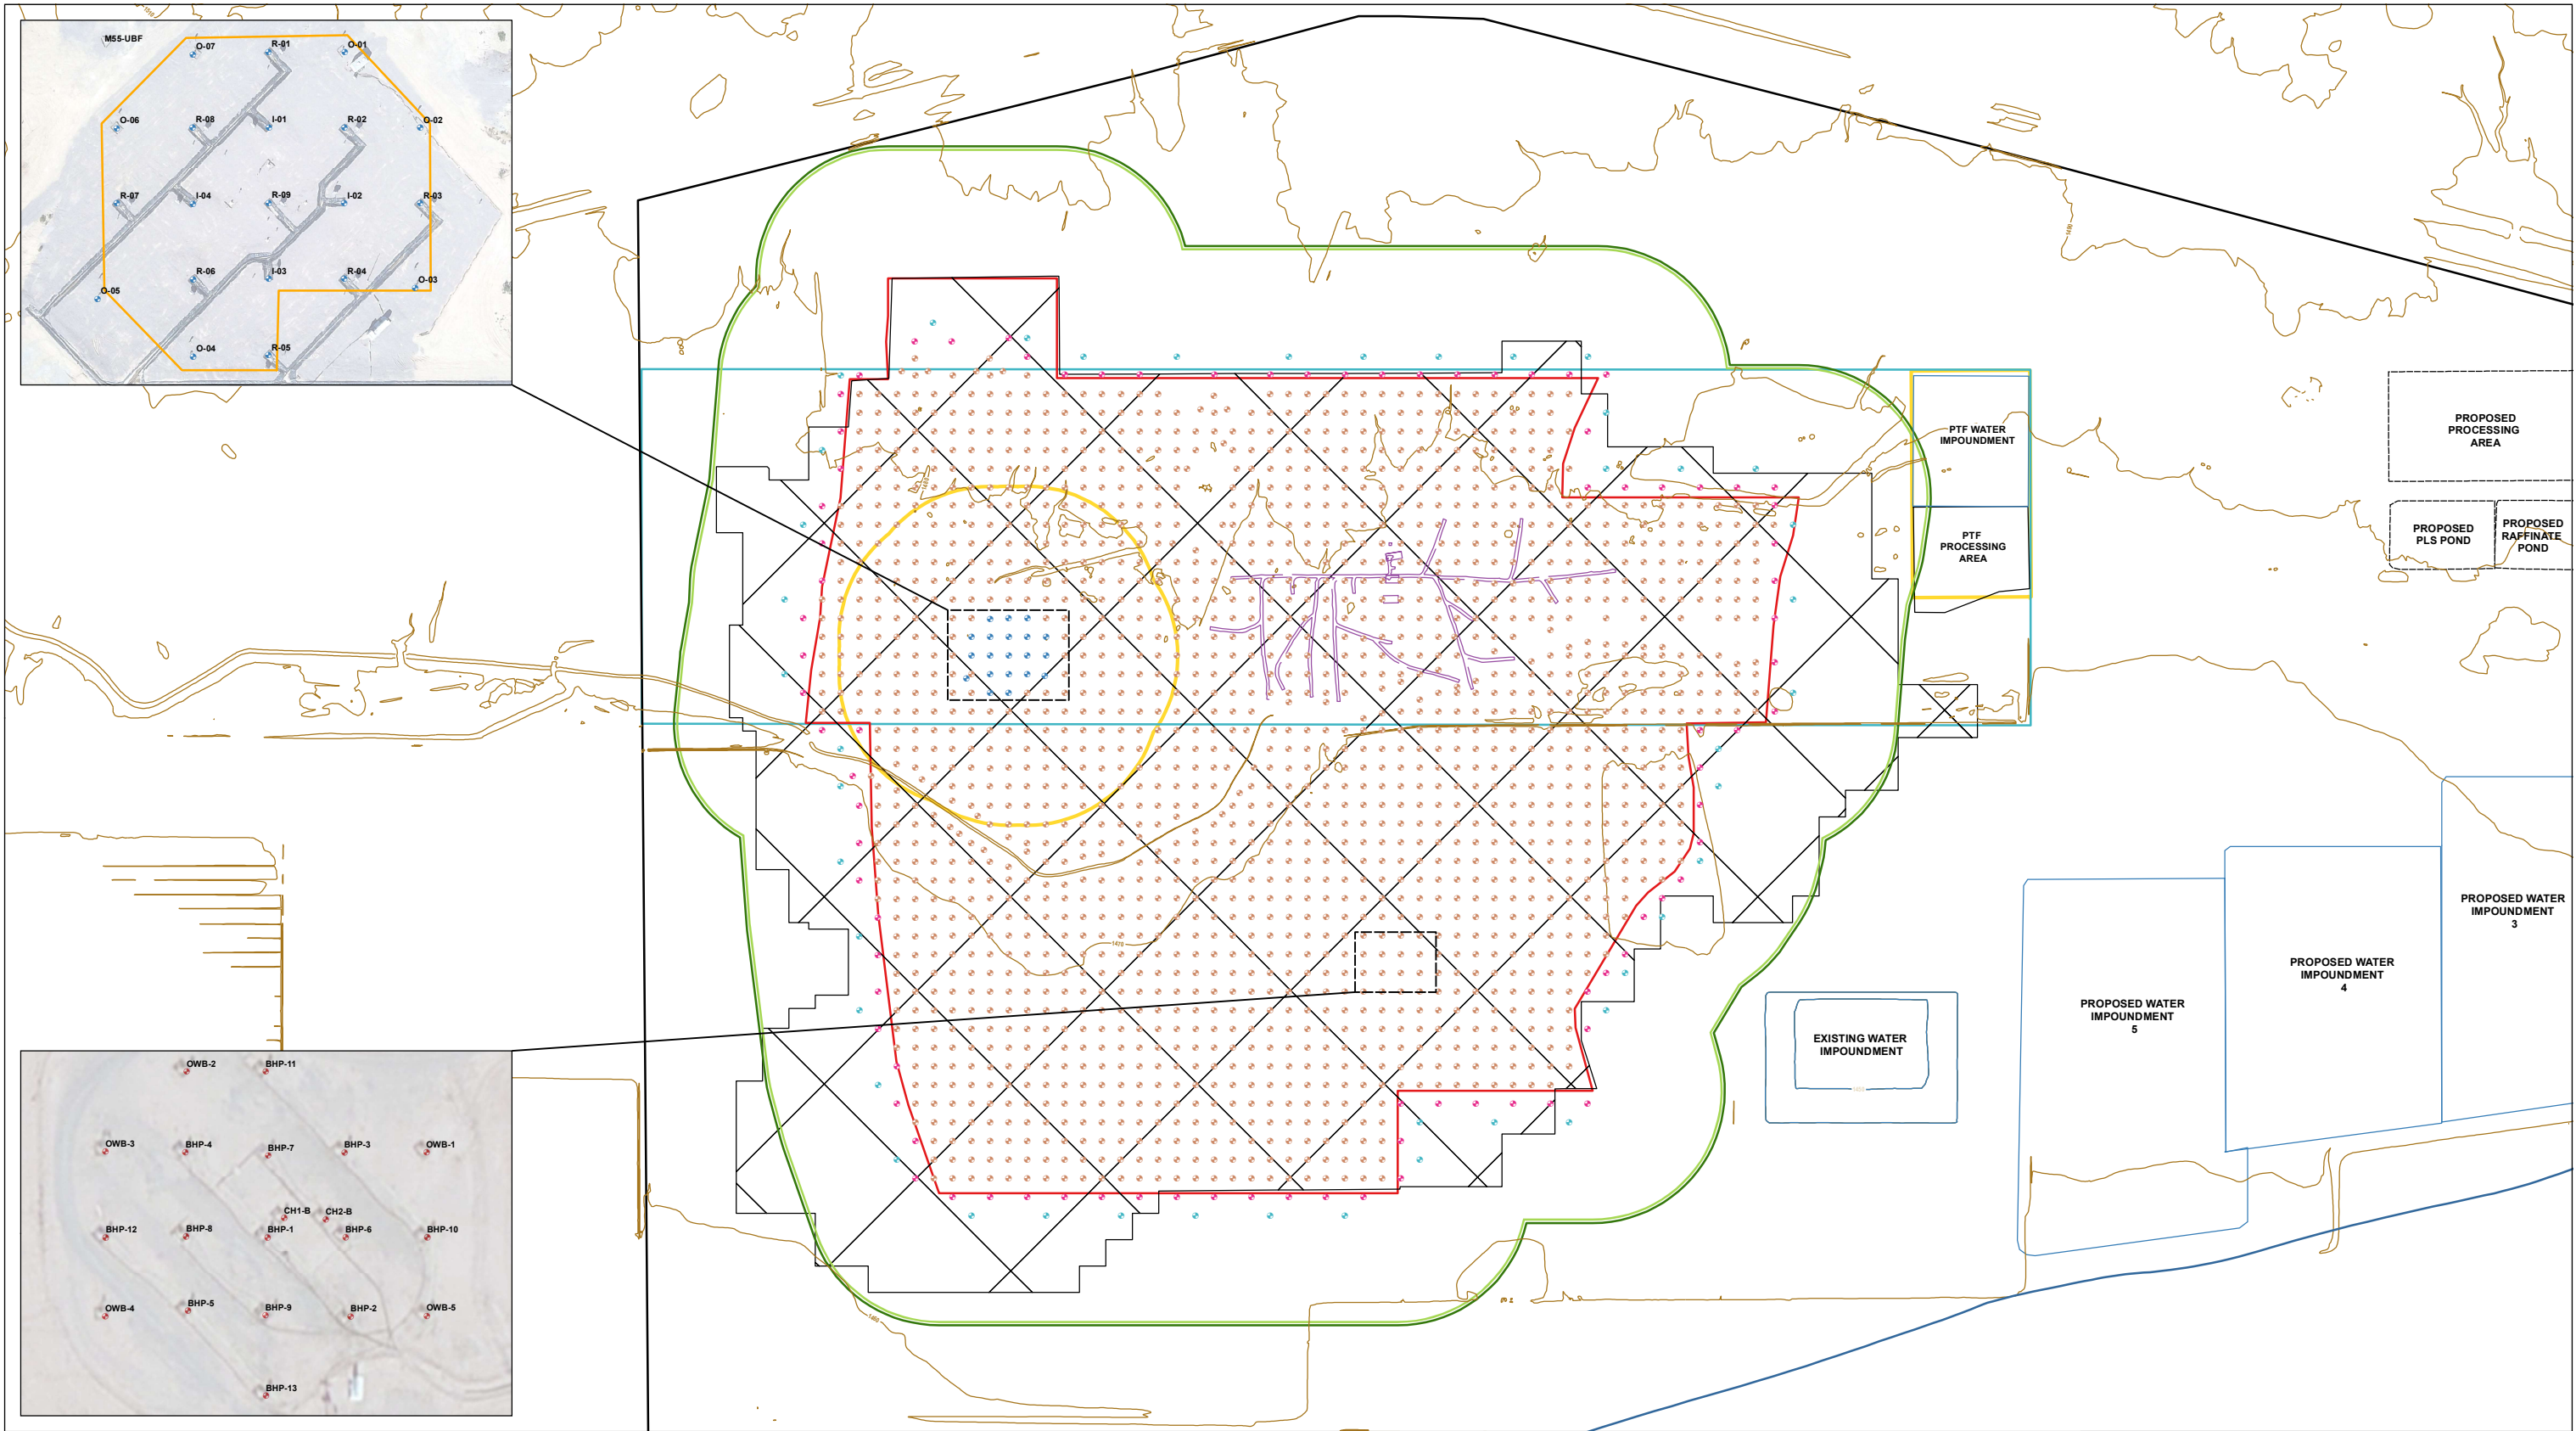 M55-UBF
O-07
R-01
O-01
O-06
R-08
I-01
R-02
O-02
R-07
I-04
R-09
I-02
R-03
R-06
I-03
R-04
O-03
O-05
O-04
R-05
PTF WATER
IMPOUNDMENT
PTF
PROCESSING
AREA
PROPOSED
PROCESSING
AREA
PROPOSED
PLS POND
PROPOSED
RAFFINATE
POND
PROPOSED WATER
IMPOUNDMENT
3
PROPOSED WATER
IMPOUNDMENT
4
PROPOSED WATER
IMPOUNDMENT
5
EXISTING WATER
IMPOUNDMENT
1470
OWB-2
BHP-11
OWB-3
BHP-4
BHP-7
BHP-3
OWB-1
CH1-B
CH2-B
BHP-12
BHP-8
BHP-1
BHP-6
BHP-10
OWB-4
BHP-5
BHP-9
BHP-2
OWB-5
BHP-13
1460